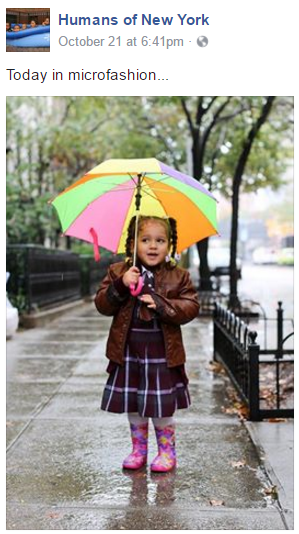 Humans of New York
October 21 at 6:41pm ·
Today in microfashion...